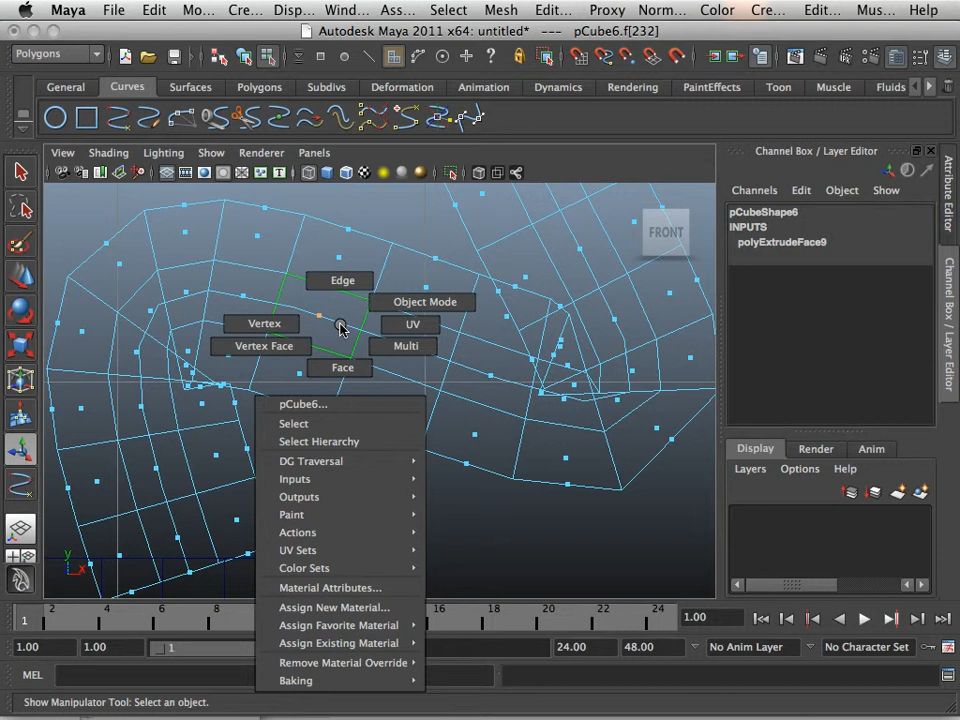 Maya File Edit Mo... Cre... Disp... Wind... Ass... Select Mesh Edit... Proxy Norm... Color Cre... Edit... Mus... Help
Autodesk Maya 2011 x64: untitled* --- pCube6.f[232]
Polygons
General Curves Surfaces Polygons Subdivs Deformation Animation Dynamics Rendering PaintEffects Toon Muscle Fluids
View Shading Lighting Show Renderer Panels
Channel Box / Layer Editor
Channels Edit Object Show
pCubeShape6
INPUTS
polyExtrudeFace9
Attribute Editor
Channel Box / Layer Editor
FRONT
Edge
Object Mode
Vertex
UV
Vertex Face
Multi
Face
pCube6...
Select
Select Hierarchy
DG Traversal
Inputs
Outputs
Paint
Actions
UV Sets
Color Sets
Material Attributes...
Assign New Material...
Assign Favorite Material
Assign Existing Material
Remove Material Override
Baking
y
x
Display Render Anim
Layers Options Help
1
2 4 6 8 16 18 20 22 24
1.00
1.00 1.00 1 24.00 48.00 No Anim Layer No Character Set
MEL
Show Manipulator Tool: Select an object.